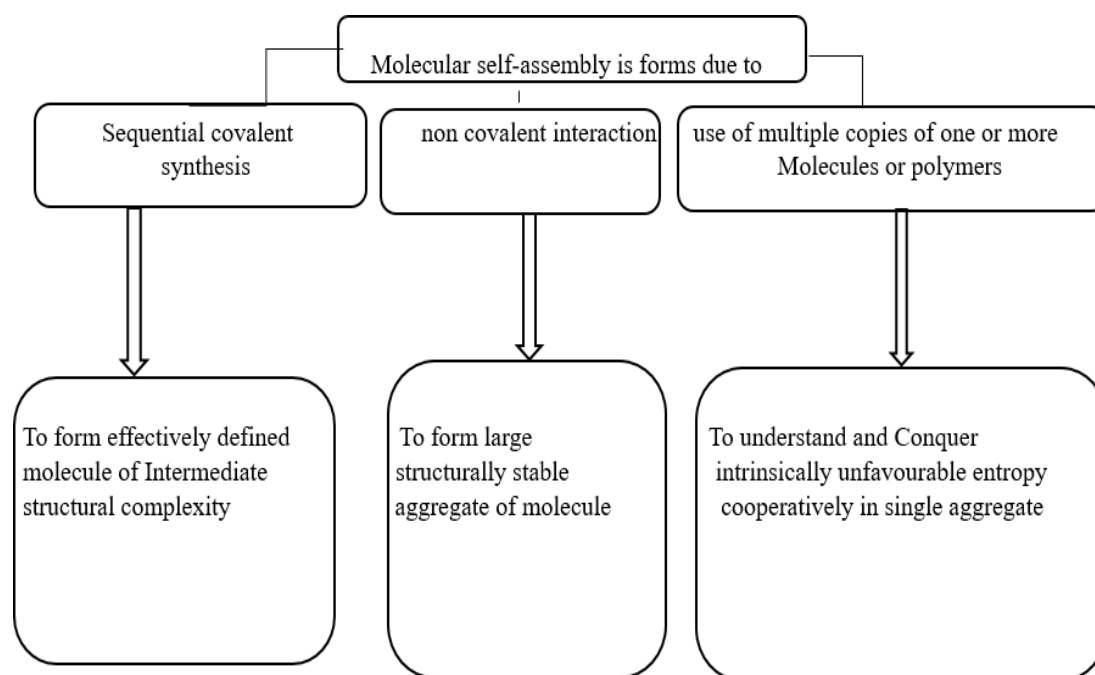 Molecular self-assembly is forms due to
Sequential covalent
synthesis
non covalent interaction
use of multiple copies of one or more
Molecules or polymers
To form effectively defined
molecule of Intermediate
structural complexity
To form large
structurally stable
aggregate of molecule
To understand and Conquer
intrinsically unfavourable entropy
cooperatively in single aggregate